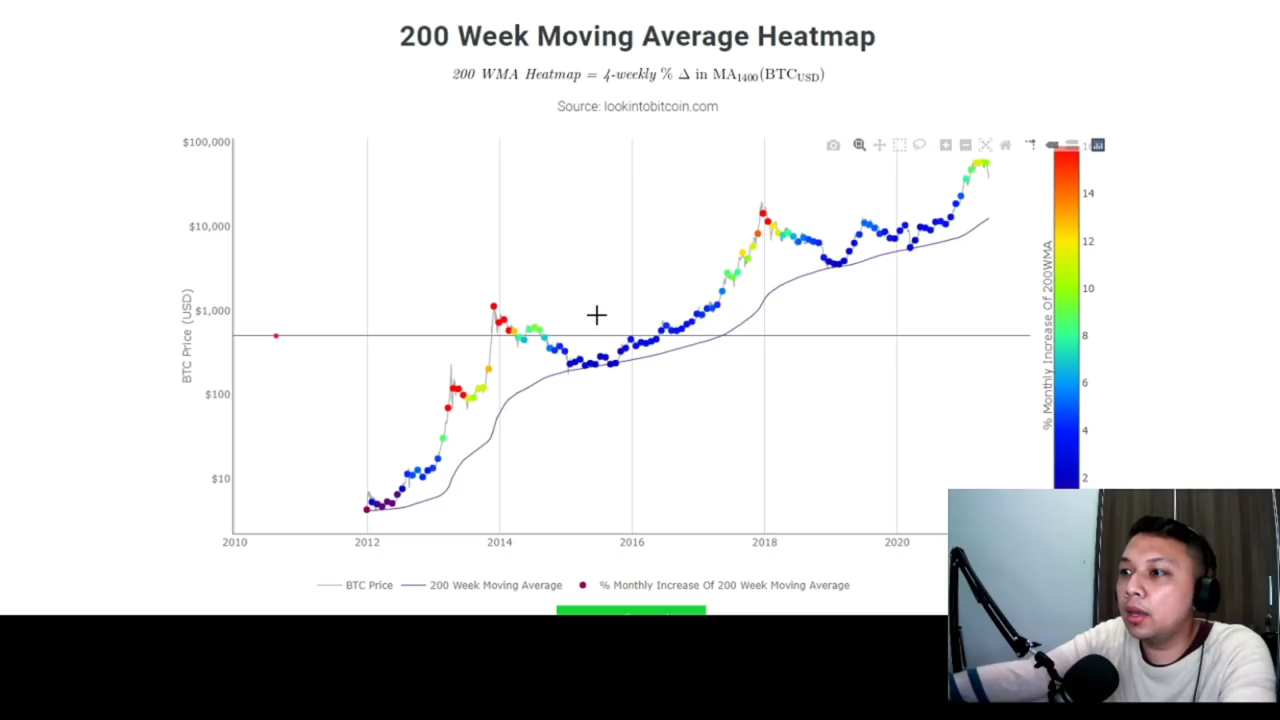 200 Week Moving Average Heatmap
200 WMA Heatmap = 4-weekly % Δ in MA1400(BTCUSD)
Source: lookintobitcoin.com
$100,000
$10,000
$1,000
$100
$10
BTC Price (USD)
2010
2012
2014
2016
2018
2020
14
12
10
8
6
4
2
% Monthly Increase Of 200WMA
BTC Price
200 Week Moving Average
% Monthly Increase Of 200 Week Moving Average